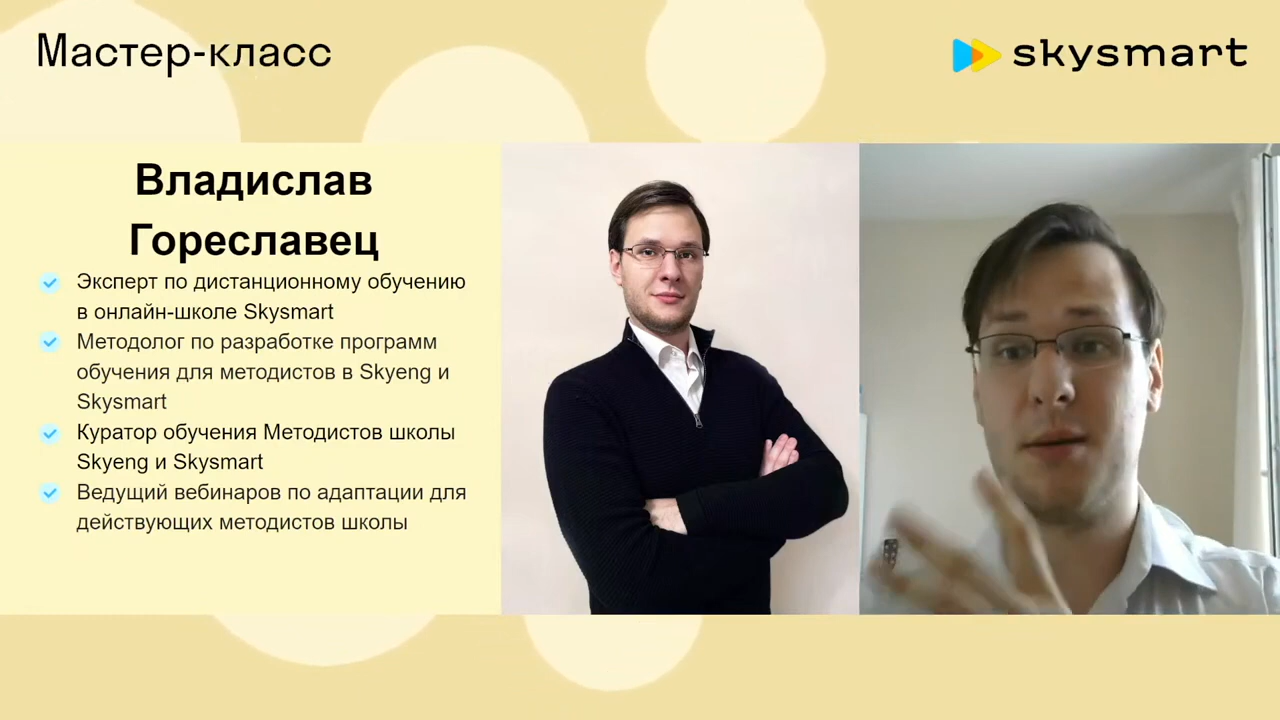 Мастер-класс
skysmart
Владислав
Гореславец
Эксперт по дистанционному обучению
в онлайн-школе Skysmart
Методолог по разработке программ
обучения для методистов в Skyeng и
Skysmart
Куратор обучения Методистов школы
Skyeng и Skysmart
Ведущий вебинаров по адаптации для
действующих методистов школы